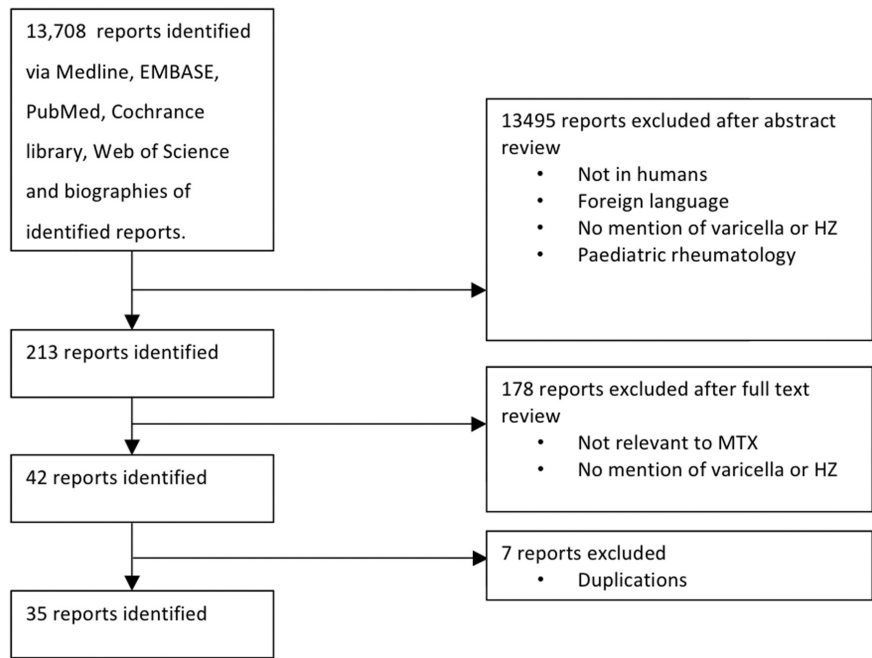 13,708 reports identified
via Medline, EMBASE,
PubMed, Cochrance
library, Web of Science
and biographies of
identified reports.
13495 reports excluded after abstract
review
• Not in humans
• Foreign language
• No mention of varicella or HZ
• Paediatric rheumatology
213 reports identified
178 reports excluded after full text
review
• Not relevant to MTX
• No mention of varicella or HZ
42 reports identified
7 reports excluded
• Duplications
35 reports identified